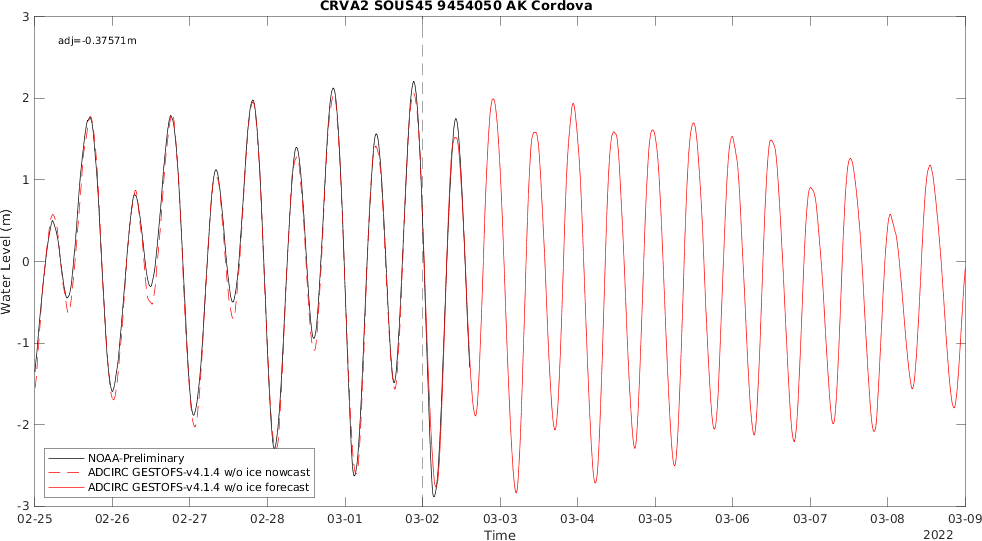 CRVA2 SOUS45 9454050 AK Cordova
adj=-0.37571m
3
2
1
0
-1
-2
-3
Water Level (m)
NOAA-Preliminary
ADCIRC GESTOFS-v4.1.4 w/o ice nowcast
ADCIRC GESTOFS-v4.1.4 w/o ice forecast
02-25 02-26 02-27 02-28 03-01 03-02 03-03 03-04 03-05 03-06 03-07 03-08 03-09
Time
2022